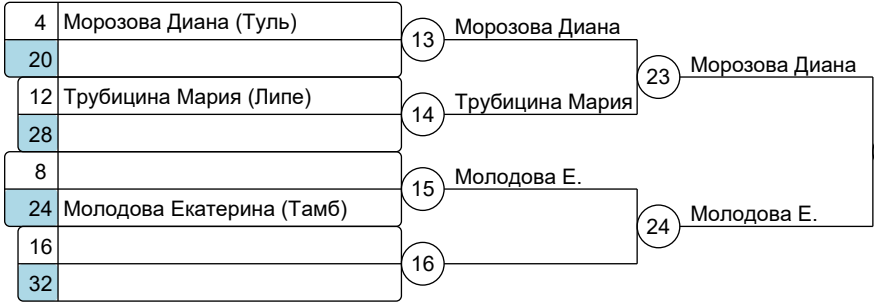 4 Морозова Диана (Туль)
20
13 Морозова Диана
12 Трубицина Мария (Липе)
28
14 Трубицина Мария
23 Морозова Диана
8
24 Молодова Екатерина (Тамб)
15 Молодова Е.
16
32
16
24 Молодова Е.